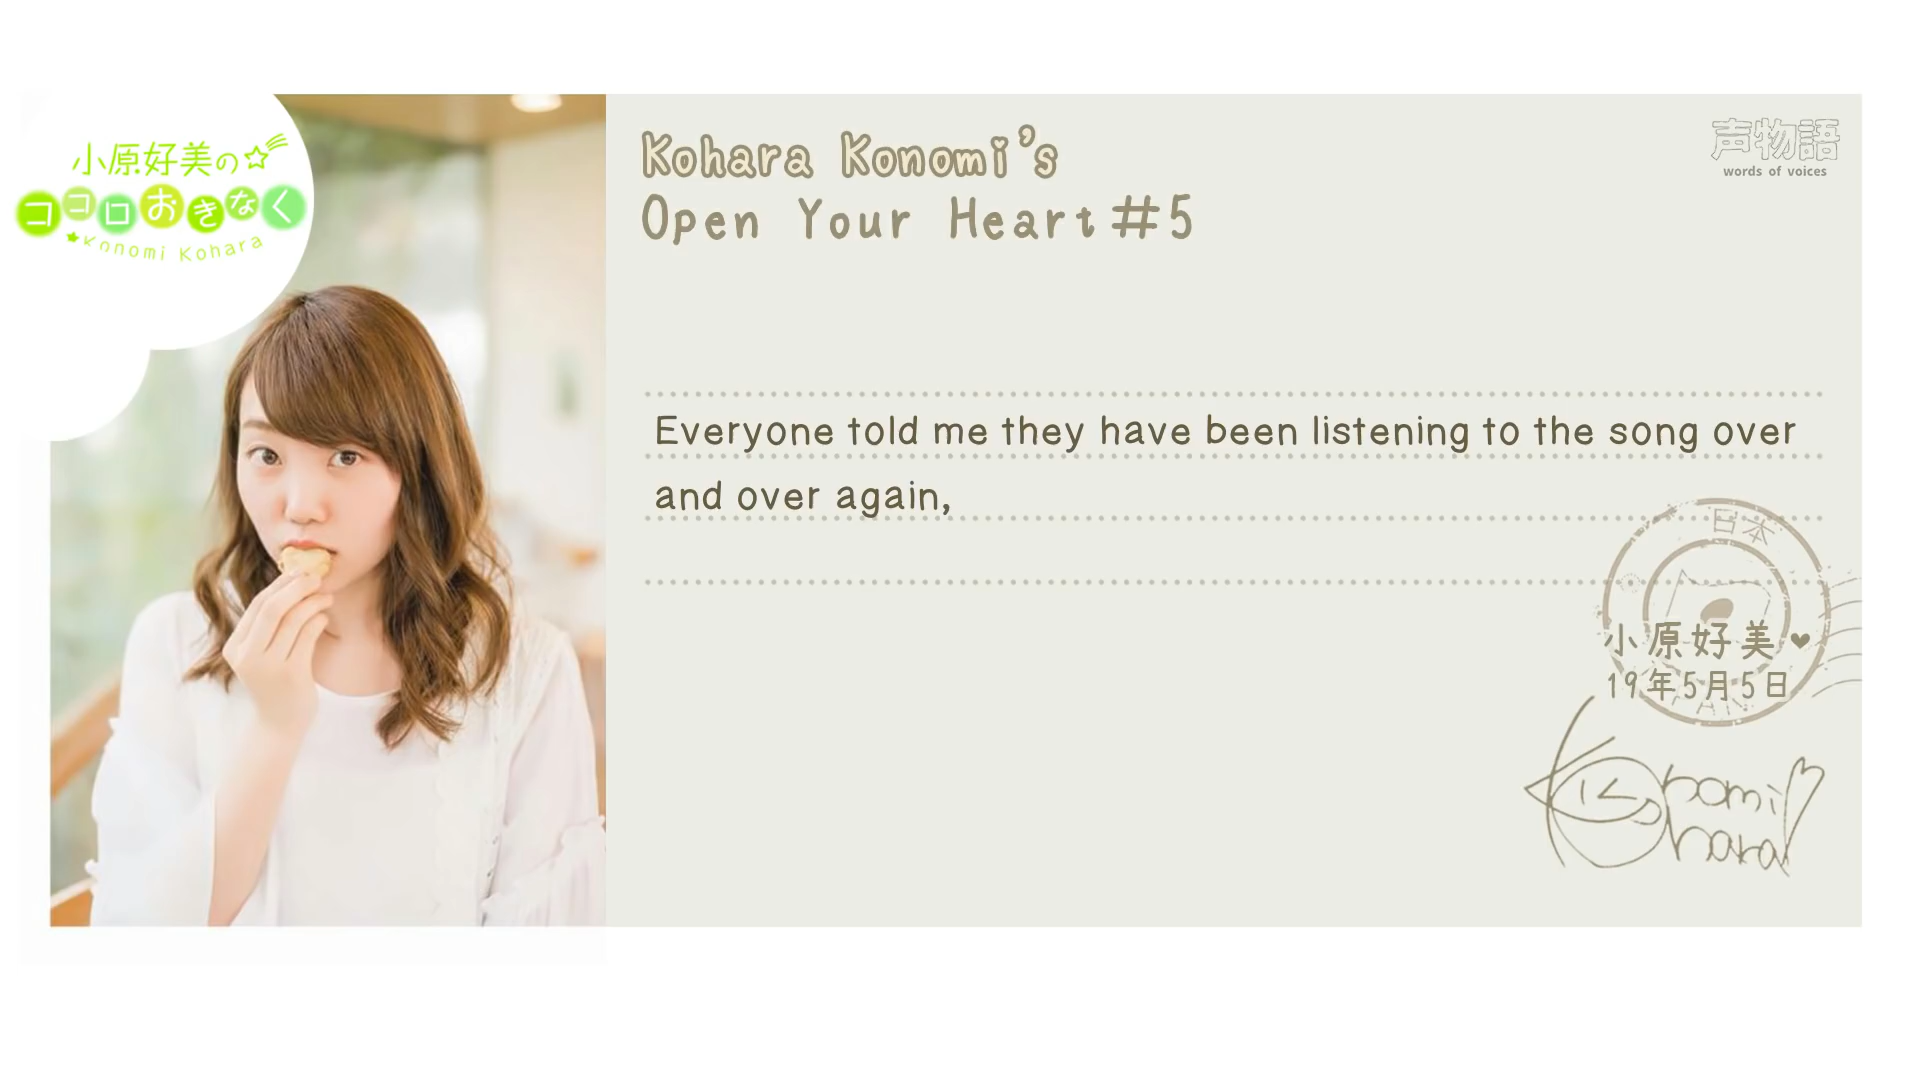 小原好美の
ココロおきなく
Konomi Kohara
Kohara Konomi's
Open Your Heart #5
声物語
words of voices
Everyone told me they have been listening to the song over
and over again,
日本
小原好美
19年5月5日
Konomi
Kohara